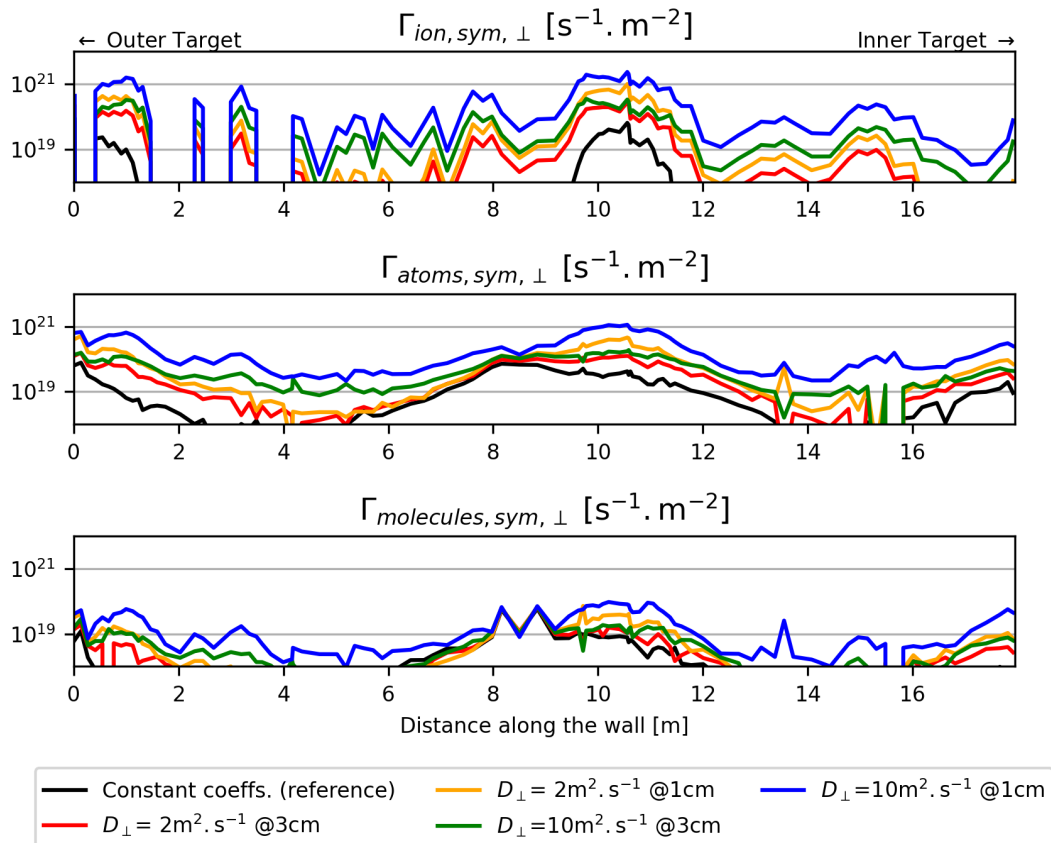 Γ_{ion, sym, ⊥} [s⁻¹. m⁻²]
← Outer Target Inner Target →
10²¹
10¹⁹
0 2 4 6 8 10 12 14 16
Γ_{atoms, sym, ⊥} [s⁻¹. m⁻²]
10²¹
10¹⁹
0 2 4 6 8 10 12 14 16
Γ_{molecules, sym, ⊥} [s⁻¹. m⁻²]
10²¹
10¹⁹
0 2 4 6 8 10 12 14 16
Distance along the wall [m]
Constant coeffs. (reference) D_⊥= 2m². s⁻¹ @1cm D_⊥=10m². s⁻¹ @1cm
D_⊥= 2m². s⁻¹ @3cm D_⊥=10m². s⁻¹ @3cm